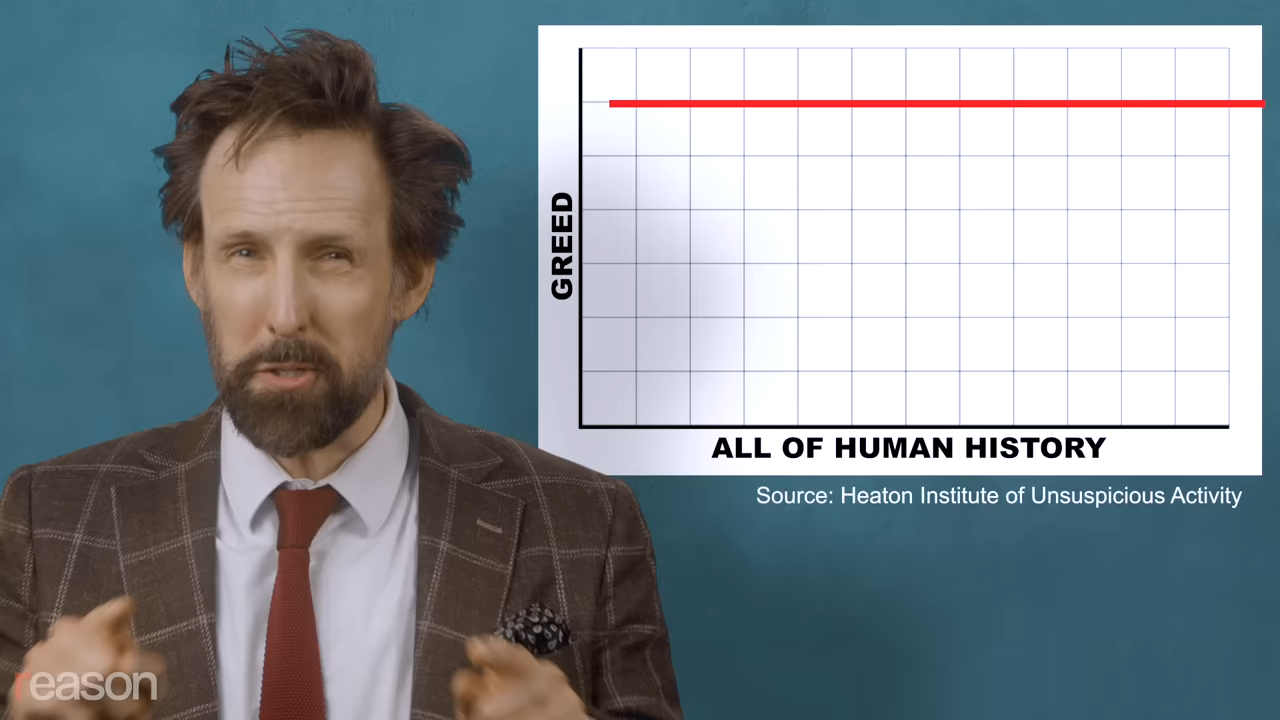 GREED
ALL OF HUMAN HISTORY
Source: Heaton Institute of Unsuspicious Activity
reason